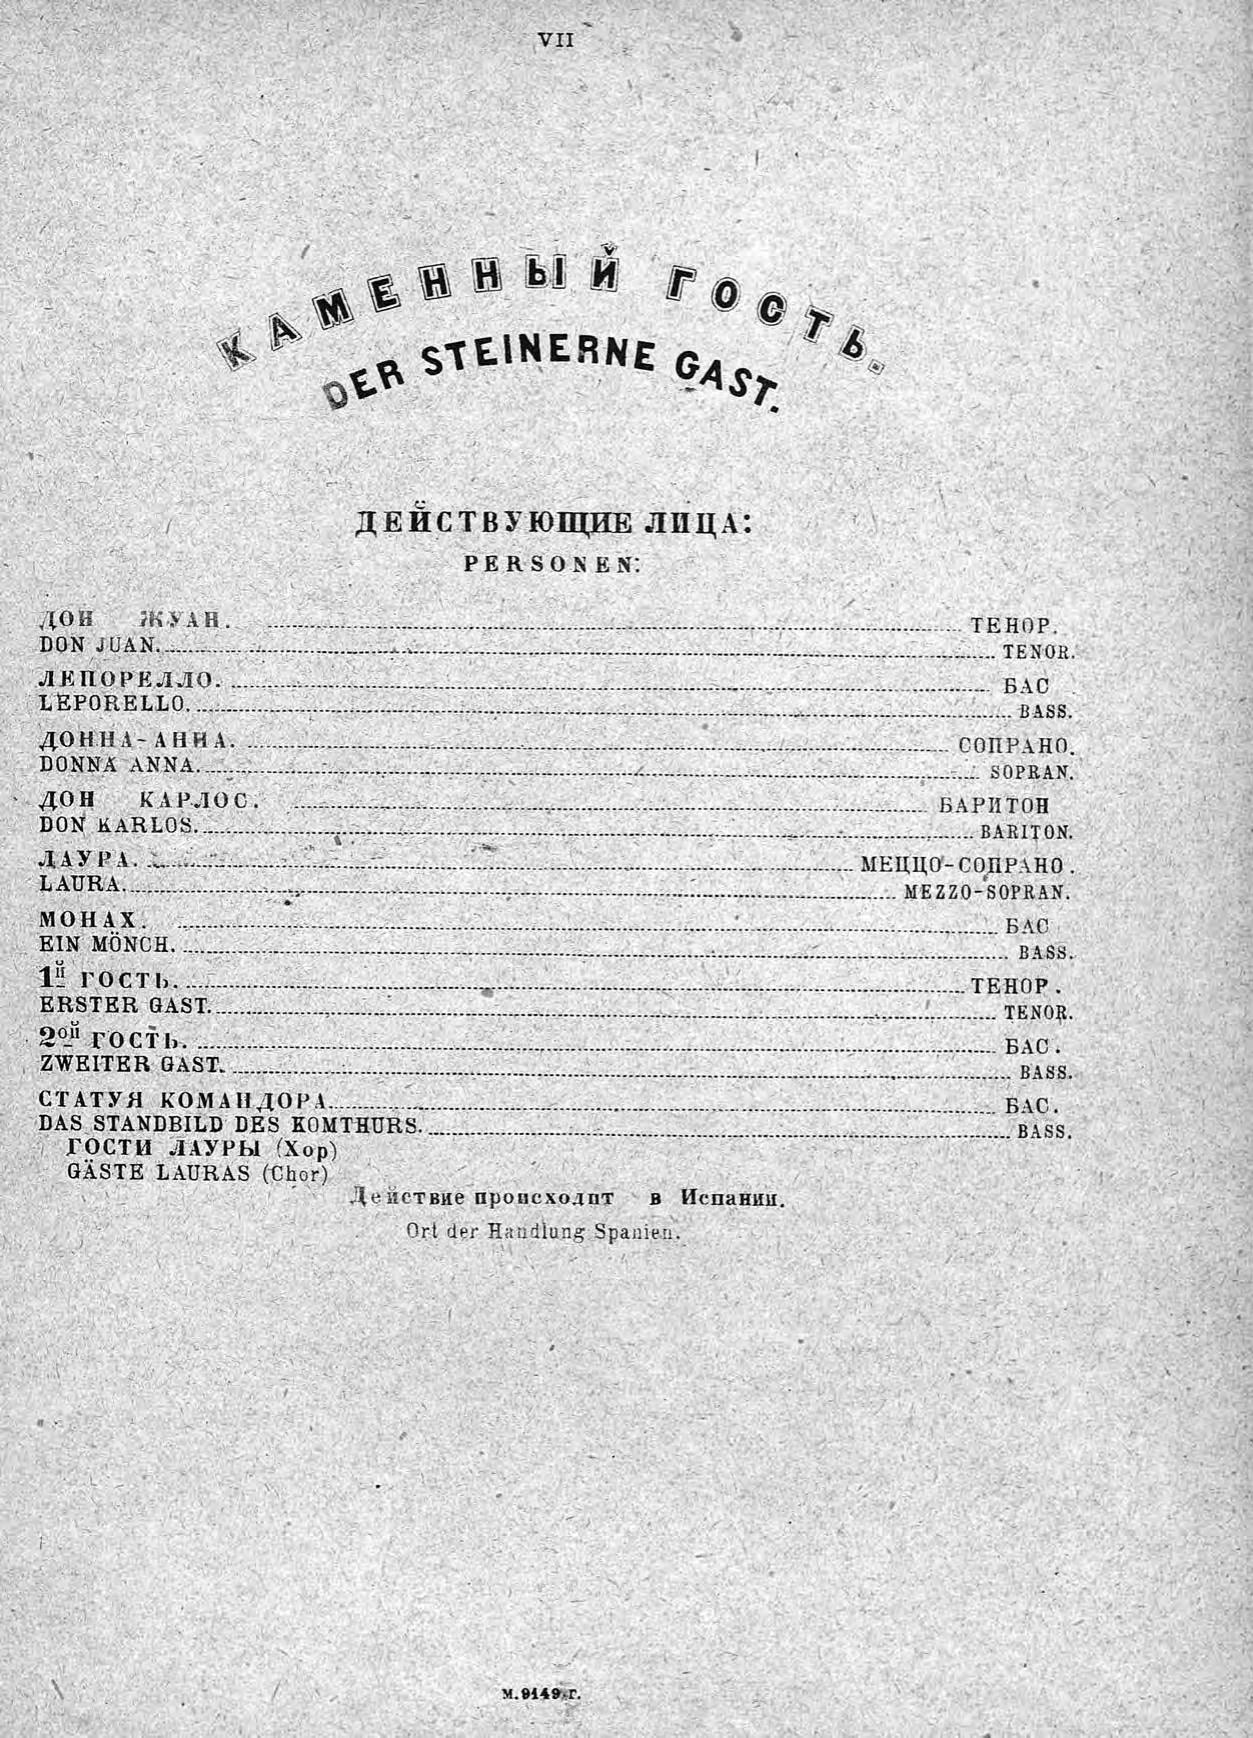 VII
КАМЕННЫЙ ГОСТЬ.
DER STEINERNE GAST.
ДЕЙСТВУЮЩИЕ ЛИЦА:
PERSONEN:
ДОН ЖУАН. ТЕНОР.
DON JUAN. TENOR.
ЛЕПОРЕЛЛО. БАС
LEPORELLO. BASS.
ДОННА-АННА. СОПРАНО.
DONNA ANNA. SOPRAN.
ДОН КАРЛОС. БАРИТОН
DON KARLOS. BARITON.
ЛАУРА. МЕЦЦО-СОПРАНО.
LAURA. MEZZO-SOPRAN.
МОНАХ. БАС
EIN MÖNCH. BASS.
1й ГОСТЬ. ТЕНОР.
ERSTER GAST. TENOR.
2ой ГОСТЬ. БАС.
ZWEITER GAST. BASS.
СТАТУЯ КОМАНДОРА. БАС.
DAS STANDBILD DES KOMTHURS. BASS.
ГОСТИ ЛАУРЫ (Хор)
GÄSTE LAURAS (Chor)
Действие происходит в Испании.
Ort der Handlung Spanien.
М. 9149 Г.